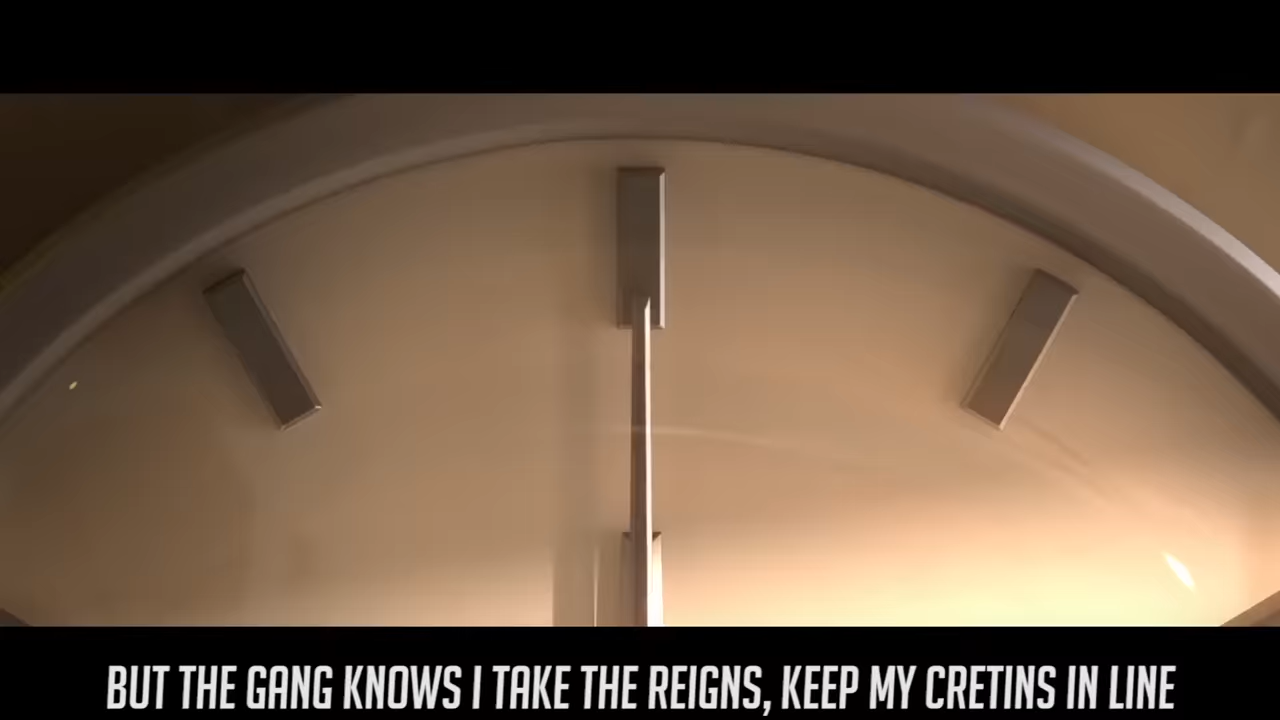 BUT THE GANG KNOWS I TAKE THE REIGNS, KEEP MY CRETINS IN LINE